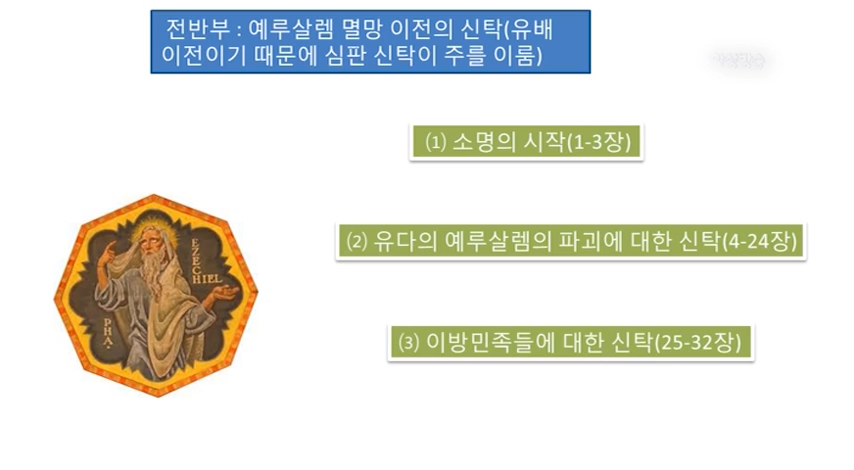 전반부 : 예루살렘 멸망 이전의 신탁(유배
이전이기 때문에 심판 신탁이 주를 이룸)
⑴ 소명의 시작(1-3장)
⑵ 유다의 예루살렘의 파괴에 대한 신탁(4-24장)
⑶ 이방민족들에 대한 신탁(25-32장)
EZECHIEL
PHA.